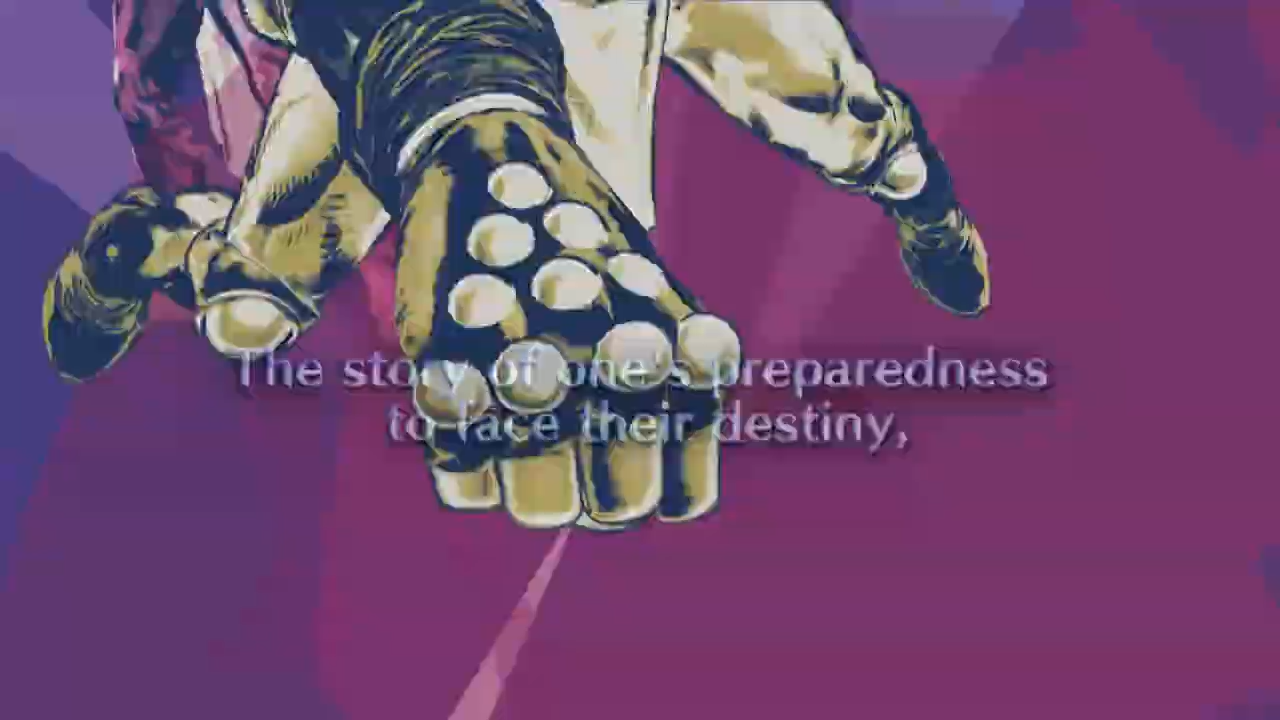 The story of one's preparedness
to face their destiny,